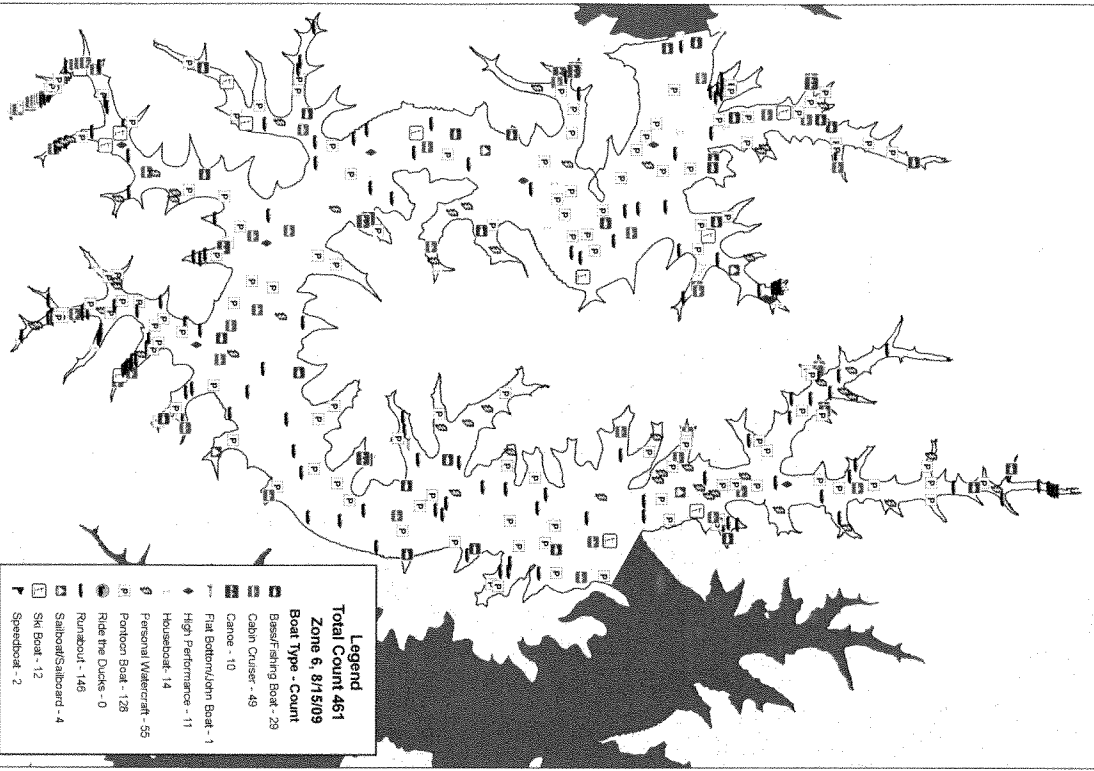 Legend
Total Count 461
Zone 6, 8/15/09
Boat Type - Count
Bass/Fishing Boat - 29
Cabin Cruiser - 49
Canoe - 10
Flat Bottom/John Boat - 1
High Performance - 11
Houseboat - 14
Personal Watercraft - 55
Pontoon Boat - 128
Ride the Ducks - 0
Runabout - 146
Sailboat/Sailboard - 4
Ski Boat - 12
Speedboat - 2